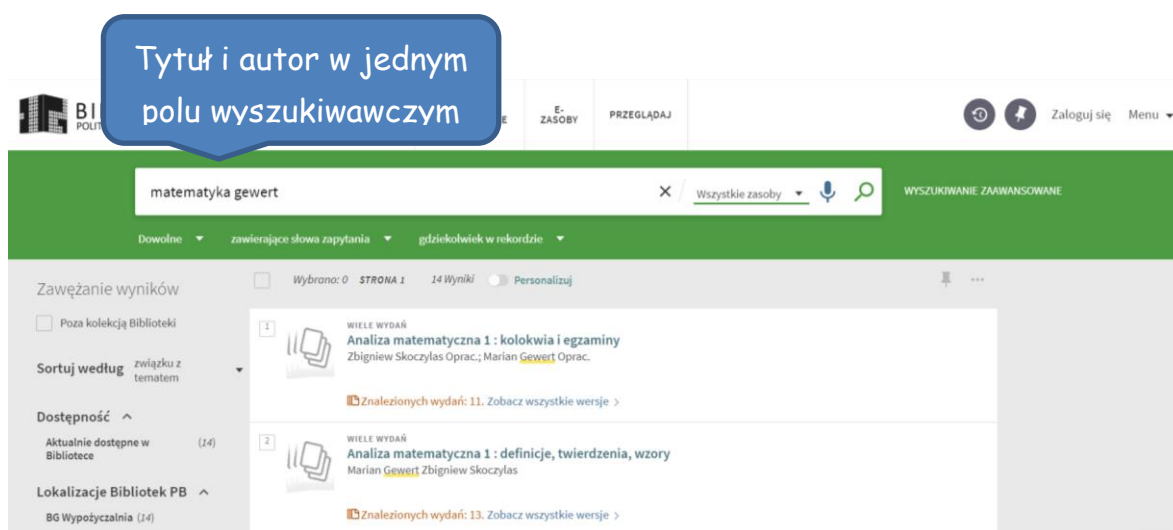 Tytuł i autor w jednym
polu wyszukiwawczym
E-
ZASOBY
PRZEGLĄDAJ
Zaloguj się
Menu
matematyka gewert
Wszystkie zasoby
WYSZUKIWANIE ZAAWANSOWANE
Dowolne
zawierające słowa zapytania
gdziekolwiek w rekordzie
Zawężanie wyników
Poza kolekcją Biblioteki
Sortuj według
związku z
tematem
Dostępność
Aktualnie dostępne w
Bibliotece
(14)
Lokalizacje Bibliotek PB
BG Wypożyczalnia (14)
Wybrano: 0 STRONA 1 14 Wyniki Personalizuj
1
WIELE WYDAŃ
Analiza matematyczna 1 : kolokwia i egzaminy
Zbigniew Skoczylas Oprac.; Marian Gewert Oprac.
Znalezionych wydań: 11. Zobacz wszystkie wersje >
2
WIELE WYDAŃ
Analiza matematyczna 1 : definicje, twierdzenia, wzory
Marian Gewert Zbigniew Skoczylas
Znalezionych wydań: 13. Zobacz wszystkie wersje >